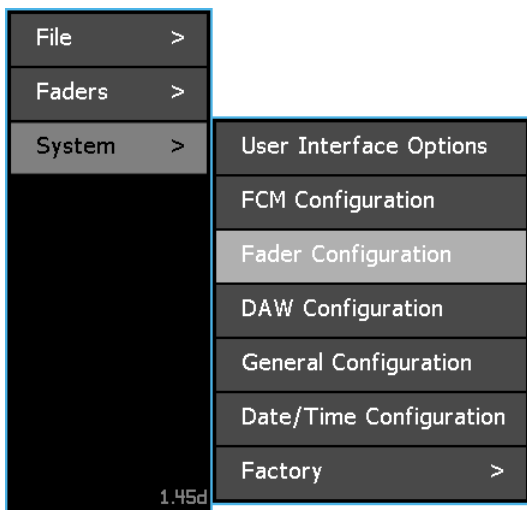 File >
Faders >
System >
User Interface Options
FCM Configuration
Fader Configuration
DAW Configuration
General Configuration
Date/Time Configuration
Factory >
1.45d